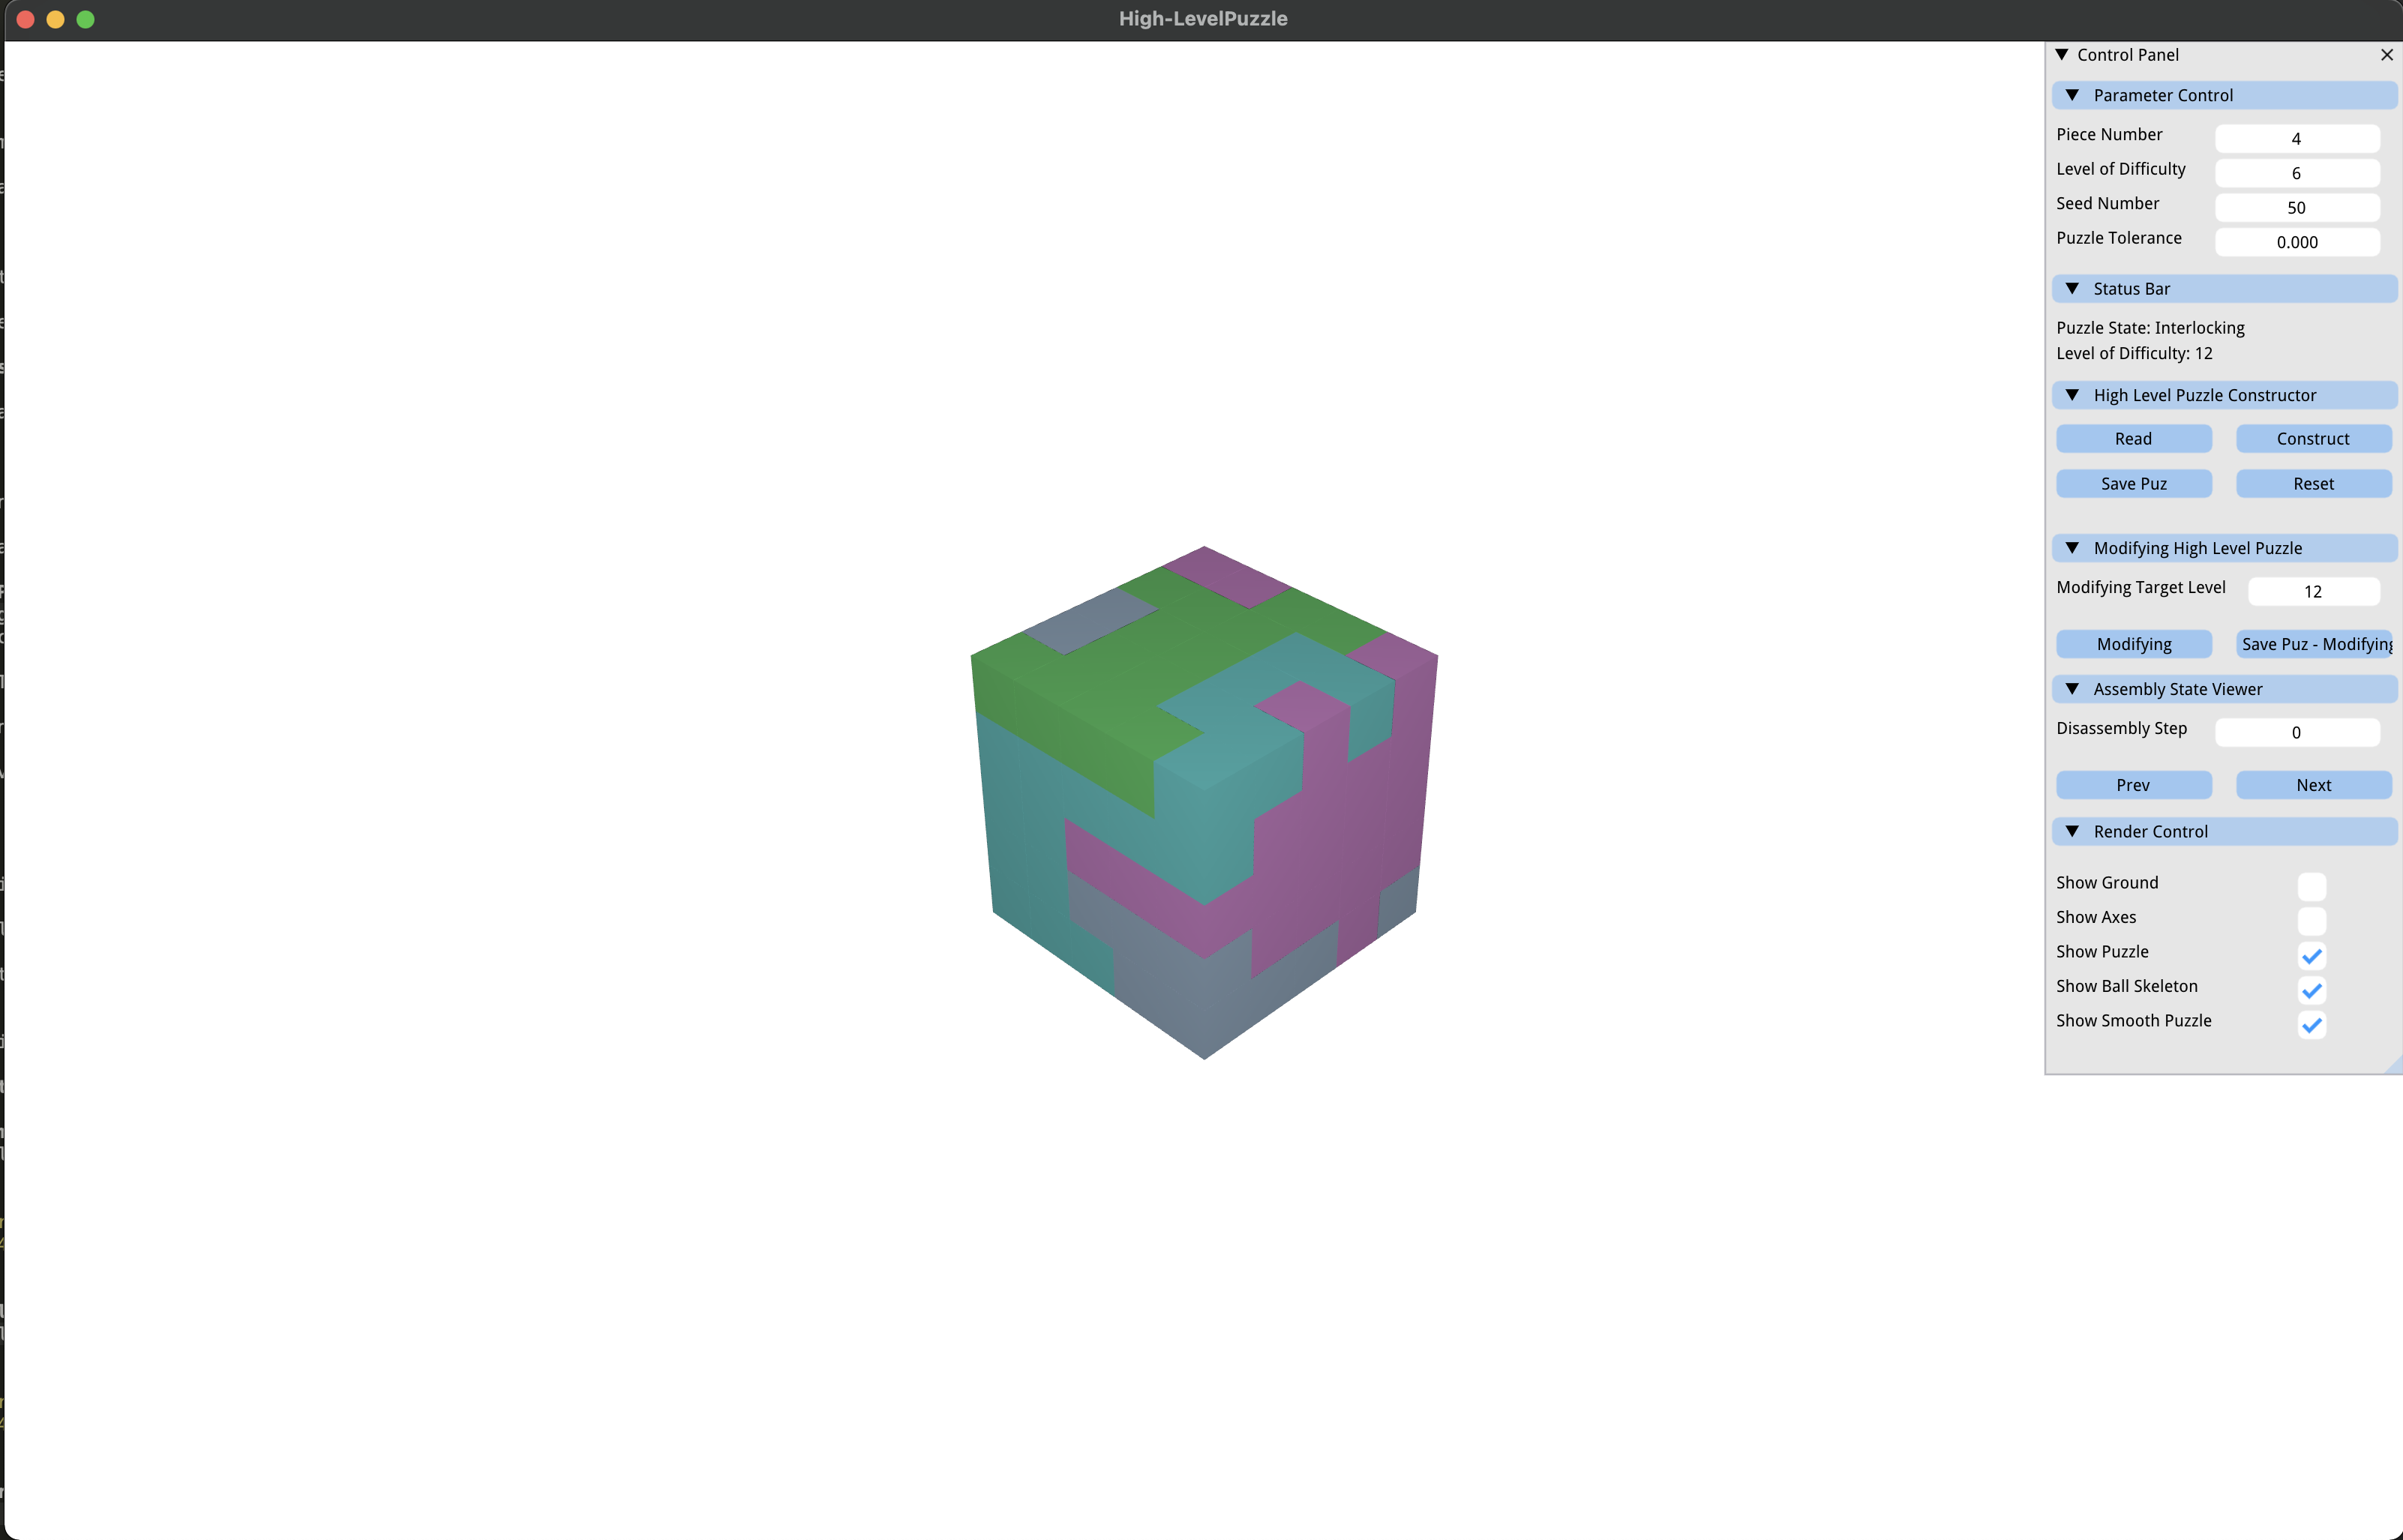 High-LevelPuzzle
Control Panel
Parameter Control
Piece Number 4
Level of Difficulty 6
Seed Number 50
Puzzle Tolerance 0.000
Status Bar
Puzzle State: Interlocking
Level of Difficulty: 12
High Level Puzzle Constructor
Read Construct
Save Puz Reset
Modifying High Level Puzzle
Modifying Target Level 12
Modifying Save Puz - Modifying
Assembly State Viewer
Disassembly Step 0
Prev Next
Render Control
Show Ground
Show Axes
Show Puzzle
Show Ball Skeleton
Show Smooth Puzzle